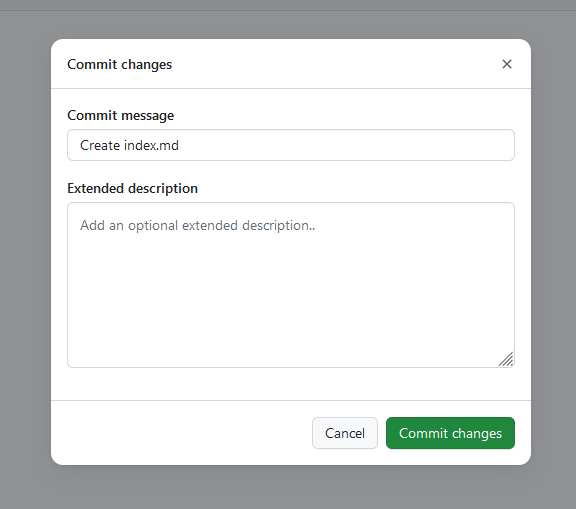 Commit changes
Commit message
Create index.md
Extended description
Add an optional extended description..
Cancel
Commit changes